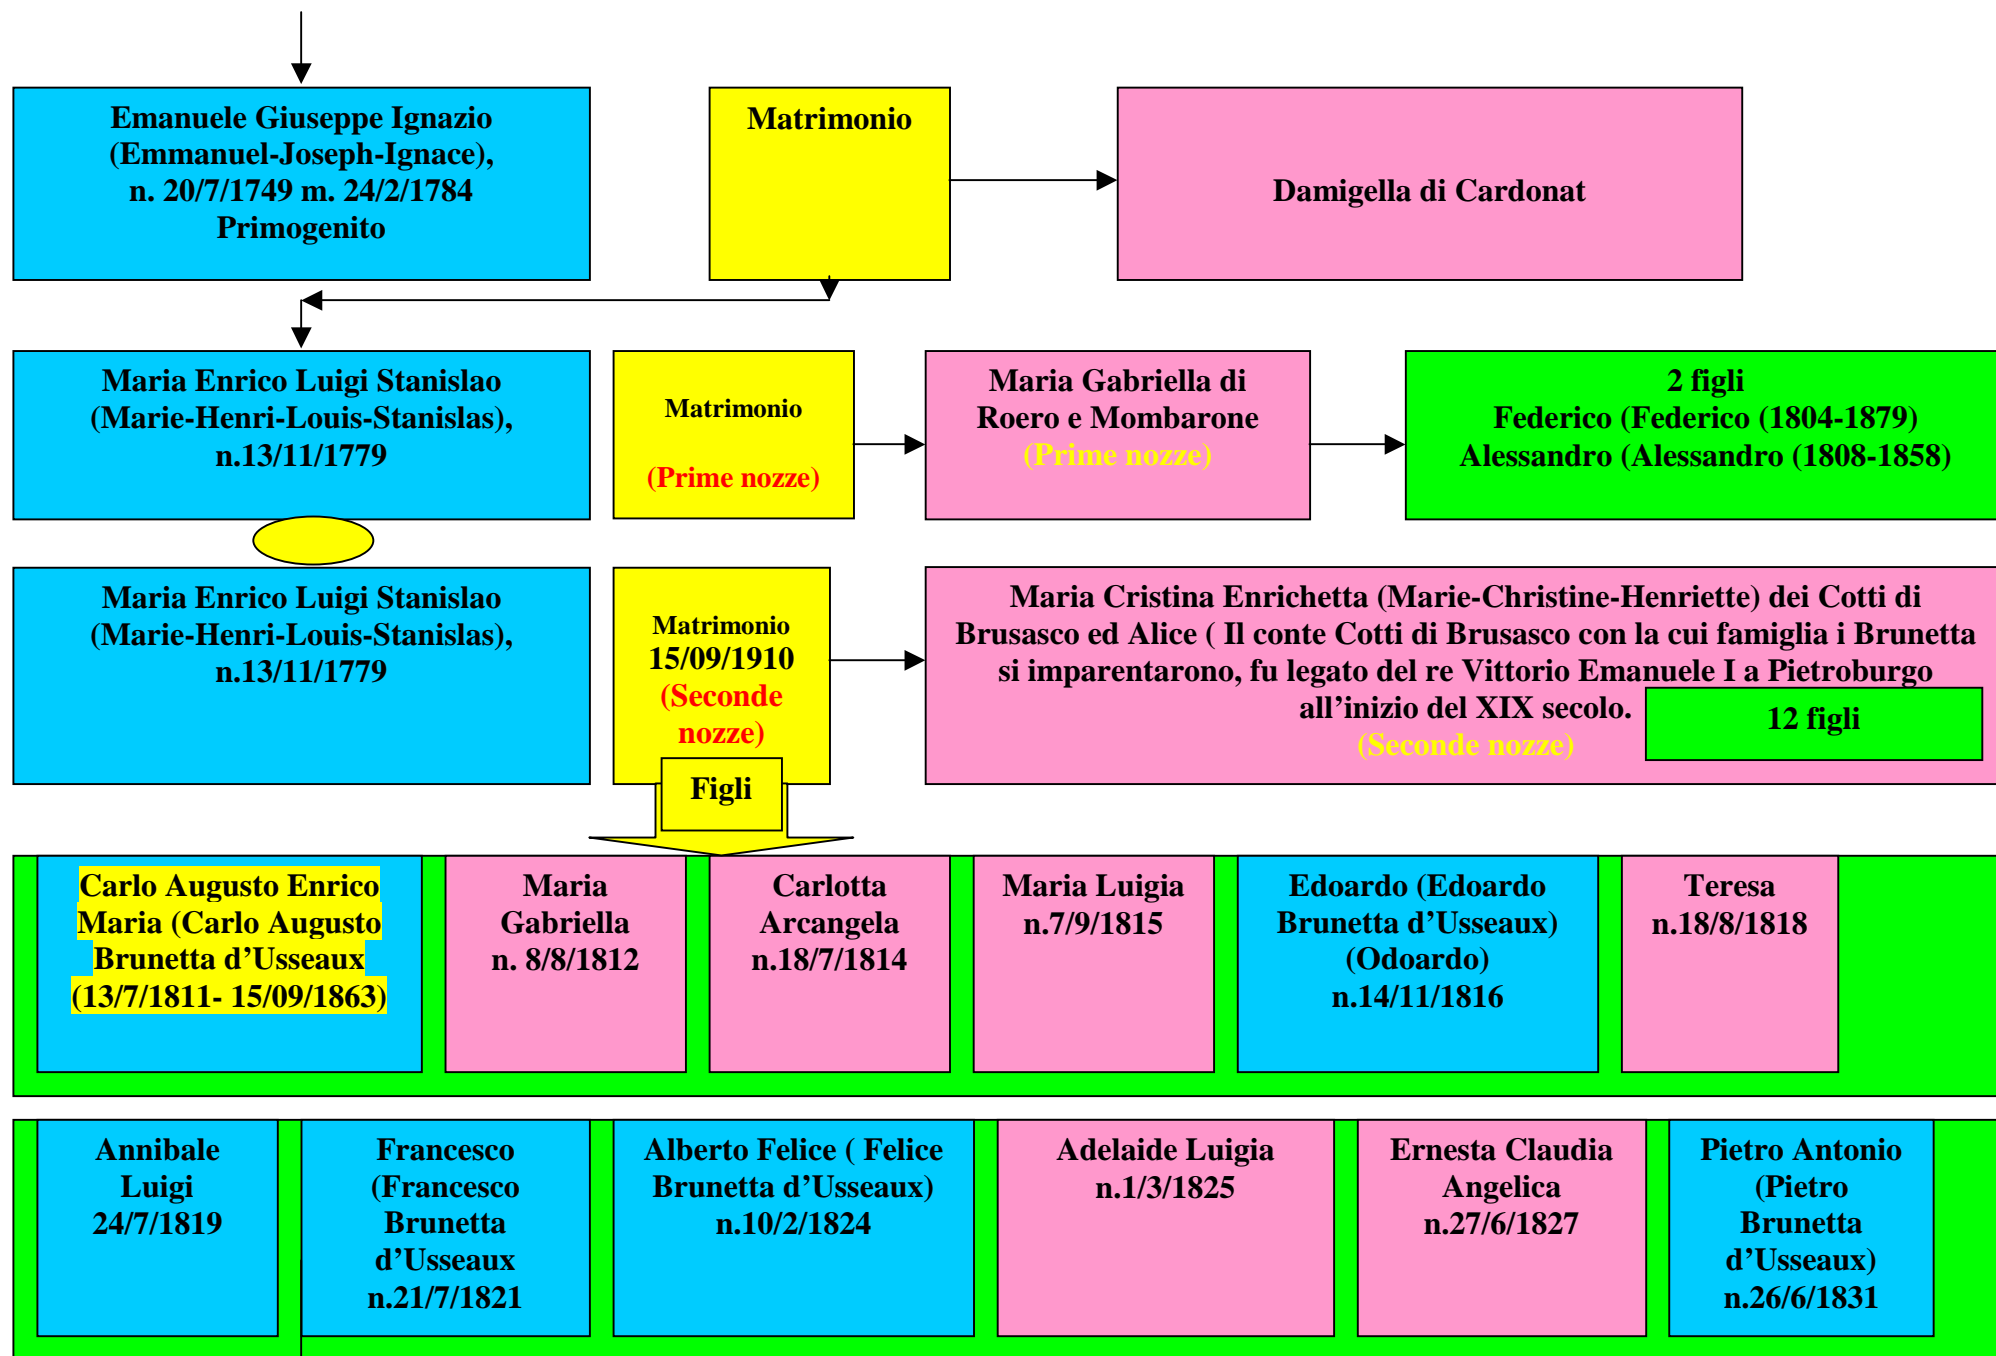 Emanuele Giuseppe Ignazio
(Emmanuel-Joseph-Ignace),
n. 20/7/1749 m. 24/2/1784
Primogenito
Matrimonio
Damigella di Cardonat
Maria Enrico Luigi Stanislao
(Marie-Henri-Louis-Stanislas),
n.13/11/1779
Matrimonio
(Prime nozze)
Maria Gabriella di
Roero e Mombarone
(Prime nozze)
2 figli
Federico (Federico (1804-1879)
Alessandro (Alessandro (1808-1858)
Maria Enrico Luigi Stanislao
(Marie-Henri-Louis-Stanislas),
n.13/11/1779
Matrimonio
15/09/1910
(Seconde
nozze)
Maria Cristina Enrichetta (Marie-Christine-Henriette) dei Cotti di
Brusasco ed Alice ( Il conte Cotti di Brusasco con la cui famiglia i Brunetta
si imparentarono, fu legato del re Vittorio Emanuele I a Pietroburgo
all’inizio del XIX secolo.
(Seconde nozze)
12 figli
Figli
Carlo Augusto Enrico
Maria (Carlo Augusto
Brunetta d’Usseaux
(13/7/1811- 15/09/1863)
Maria
Gabriella
n. 8/8/1812
Carlotta
Arcangela
n.18/7/1814
Maria Luigia
n.7/9/1815
Edoardo (Edoardo
Brunetta d’Usseaux)
(Odoardo)
n.14/11/1816
Teresa
n.18/8/1818
Annibale
Luigi
24/7/1819
Francesco
(Francesco
Brunetta
d’Usseaux
n.21/7/1821
Alberto Felice ( Felice
Brunetta d’Usseaux)
n.10/2/1824
Adelaide Luigia
n.1/3/1825
Ernesta Claudia
Angelica
n.27/6/1827
Pietro Antonio
(Pietro
Brunetta
d’Usseaux)
n.26/6/1831